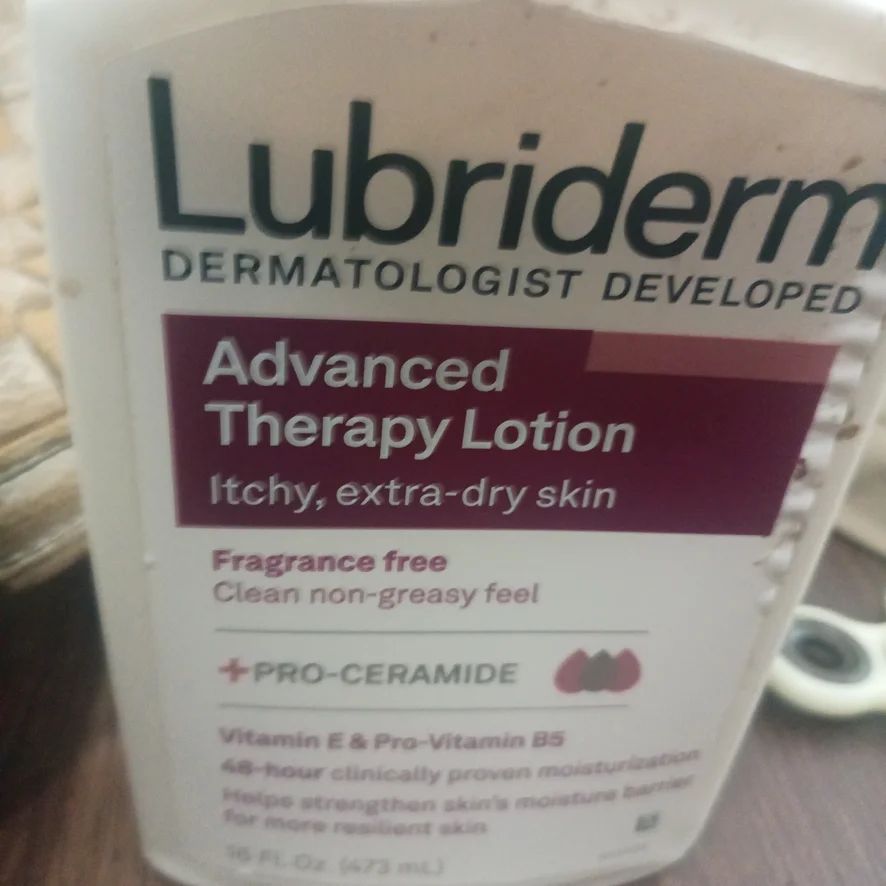 Lubriderm
DERMATOLOGIST DEVELOPED
Advanced
Therapy Lotion
Itchy, extra-dry skin
Fragrance free
Clean non-greasy feel
+PRO-CERAMIDE
Vitamin E & Pro-Vitamin B5
48-hour clinically proven moisturization
Helps strengthen skin's moisture barrier
for more resilient skin
16 FL Oz. (473 mL)